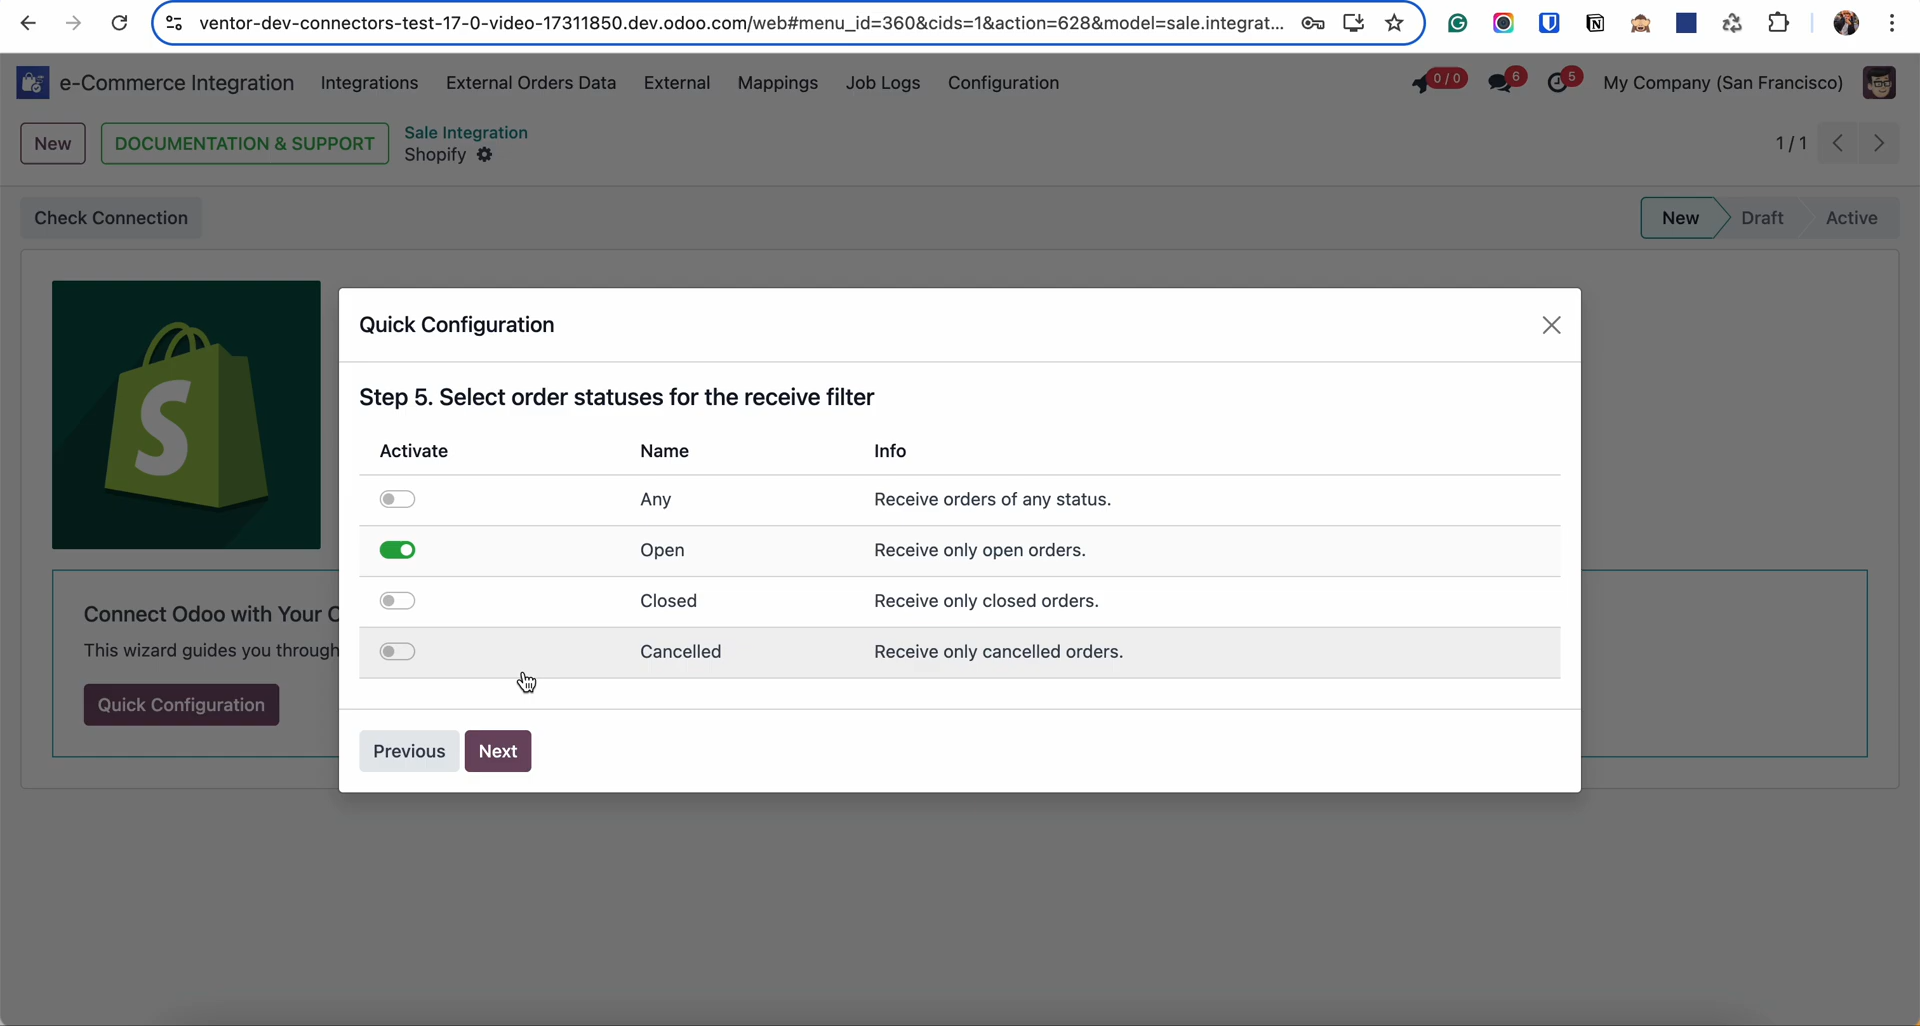 ventor-dev-connectors-test-17-0-video-17311850.dev.odoo.com/web#menu_id=360&cids=1&action=628&model=sale.integrat...
e-Commerce Integration Integrations External Orders Data External Mappings Job Logs Configuration 0 / 0 6 5 My Company (San Francisco)
New DOCUMENTATION & SUPPORT Sale Integration
Shopify
1 / 1
Check Connection New Draft Active
S
Quick Configuration
Step 5. Select order statuses for the receive filter
Activate Name Info
Any Receive orders of any status.
Open Receive only open orders.
Closed Receive only closed orders.
Cancelled Receive only cancelled orders.
Previous Next
Connect Odoo with Your
This wizard guides you through
Quick Configuration